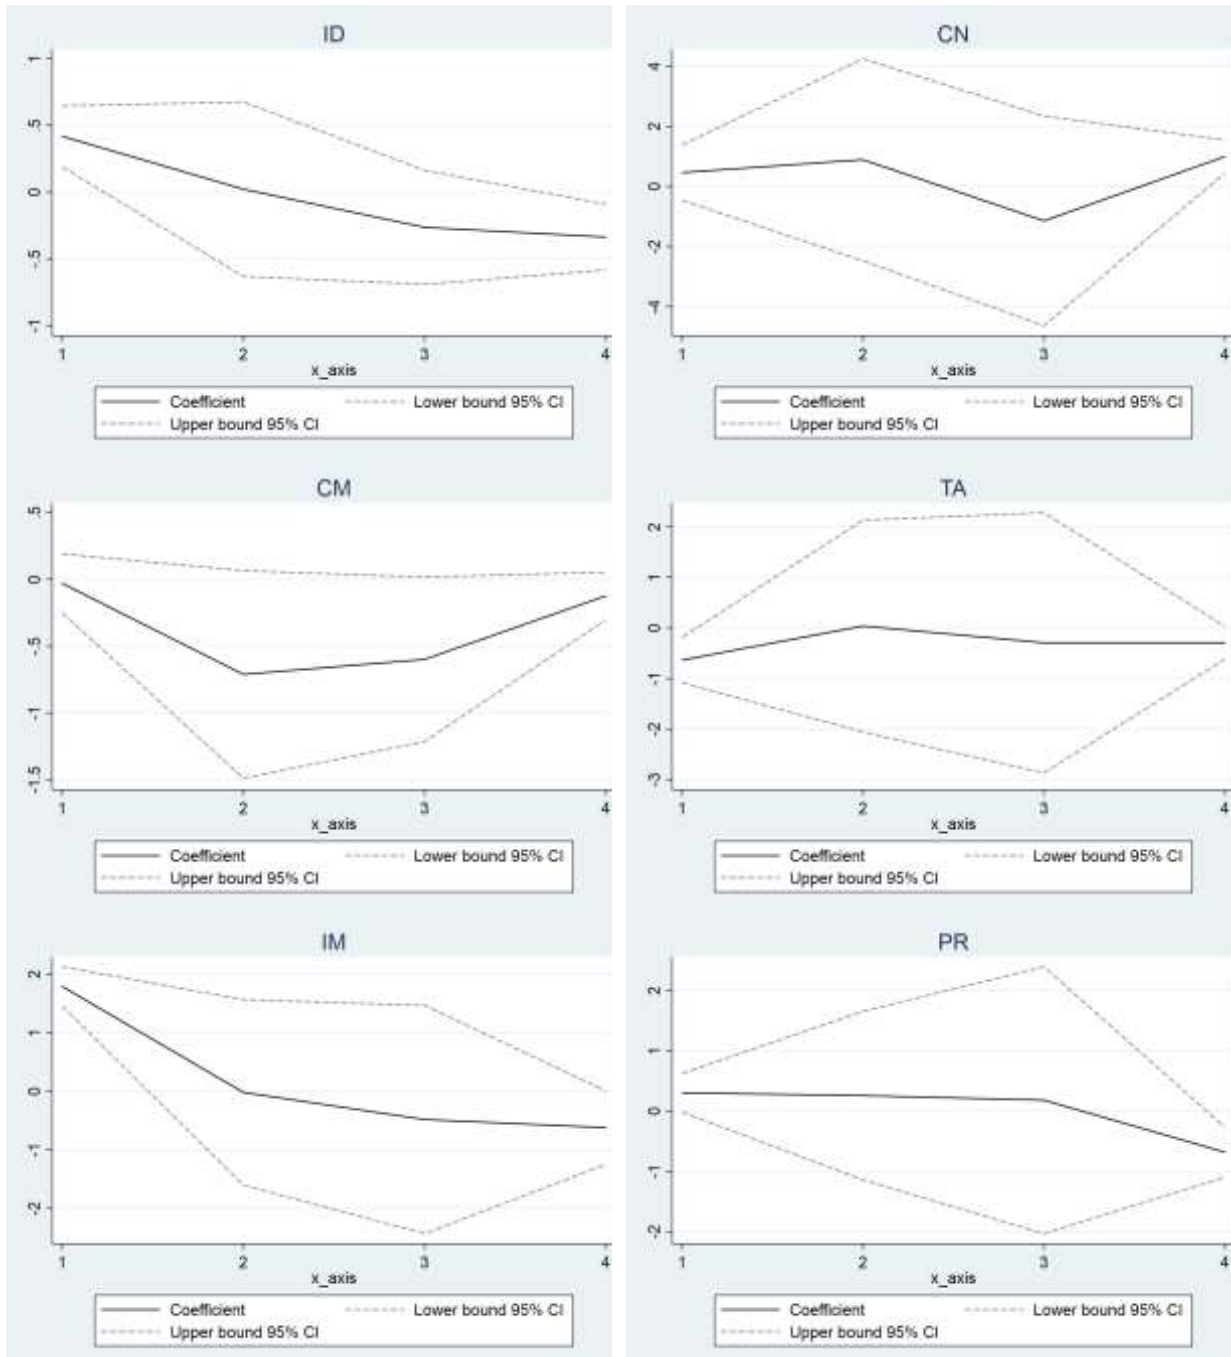 ID
1
.5
0
-.5
-1
1 2 3 4
x_axis
Coefficient Lower bound 95% CI
Upper bound 95% CI
CN
4
2
0
-2
-4
1 2 3 4
x_axis
Coefficient Lower bound 95% CI
Upper bound 95% CI
CM
.5
0
-.5
-1
-1.5
1 2 3 4
x_axis
Coefficient Lower bound 95% CI
Upper bound 95% CI
TA
2
1
0
-1
-2
-3
1 2 3 4
x_axis
Coefficient Lower bound 95% CI
Upper bound 95% CI
IM
2
1
0
-1
-2
1 2 3 4
x_axis
Coefficient Lower bound 95% CI
Upper bound 95% CI
PR
2
1
0
-1
-2
1 2 3 4
x_axis
Coefficient Lower bound 95% CI
Upper bound 95% CI